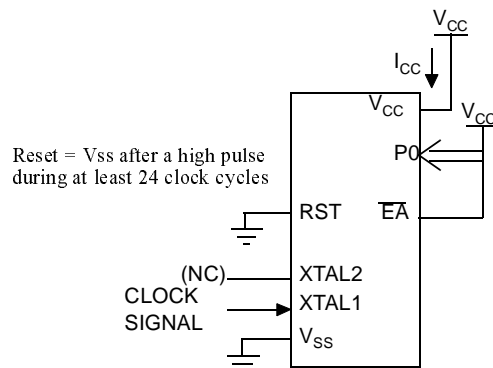 VCC
ICC
VCC
VCC
P0
Reset = Vss after a high pulse
during at least 24 clock cycles
RST
EA
(NC)
XTAL2
CLOCK
SIGNAL
XTAL1
VSS